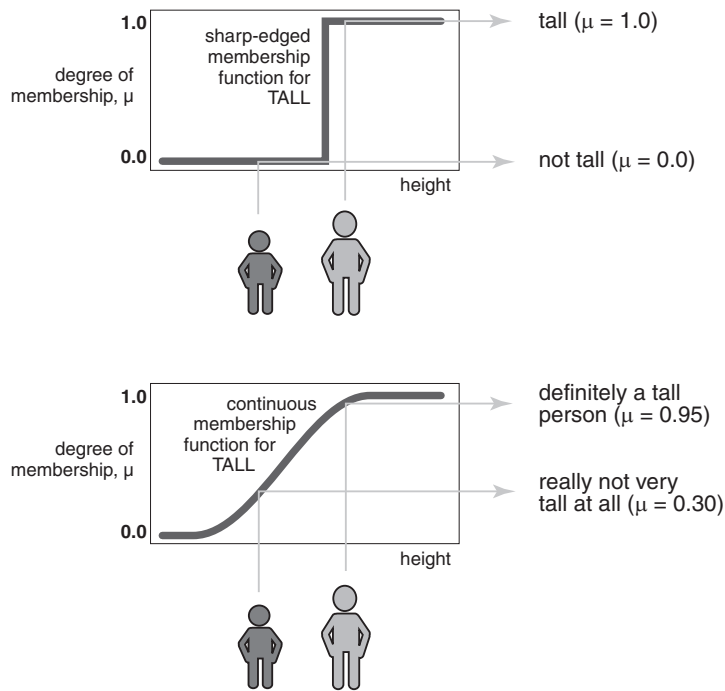 1.0
sharp-edged
membership
function for
TALL
degree of
membership, μ
0.0
height
tall (μ = 1.0)
not tall (μ = 0.0)
1.0
continuous
membership
function for
TALL
degree of
membership, μ
0.0
height
definitely a tall
person (μ = 0.95)
really not very
tall at all (μ = 0.30)